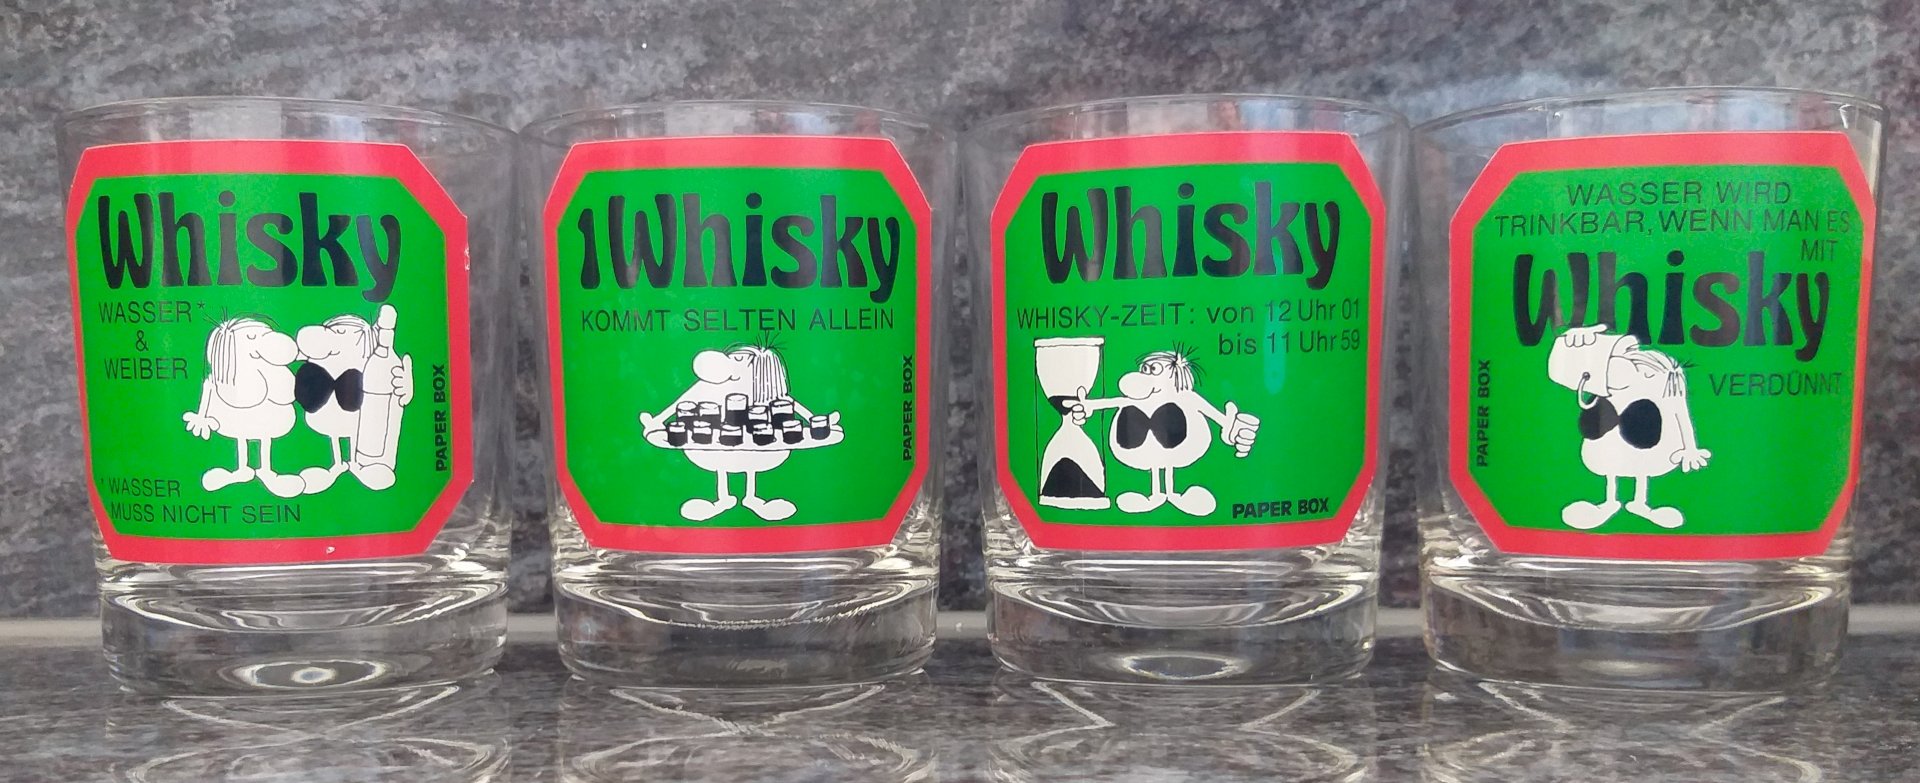 Whisky
WASSER*
&
WEIBER
PAPER BOX
* WASSER
MUSS NICHT SEIN
1 Whisky
KOMMT SELTEN ALLEIN
PAPER BOX
Whisky
WHISKY-ZEIT: von 12 Uhr 01
bis 11 Uhr 59
PAPER BOX
WASSER WIRD
TRINKBAR, WENN MAN ES
MIT
Whisky
VERDÜNNT
PAPER BOX